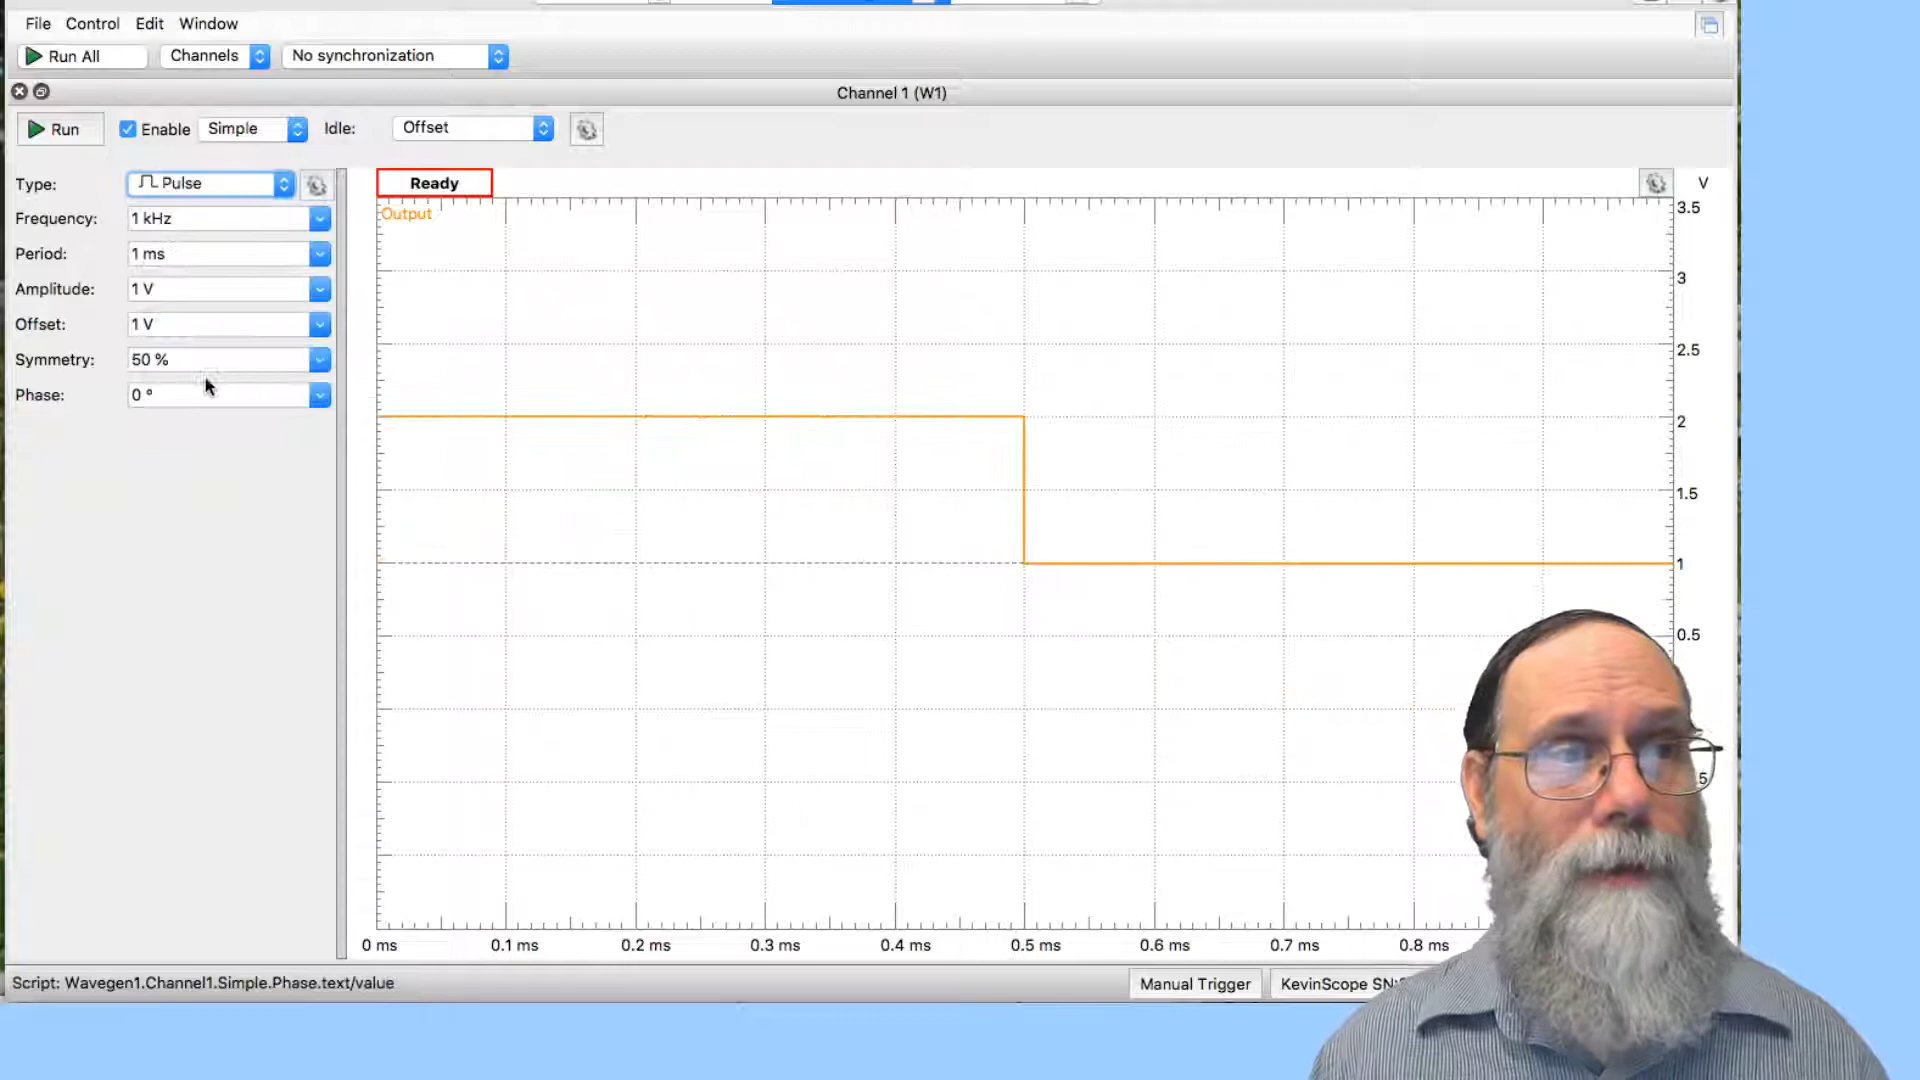 File Control Edit Window
Run All Channels No synchronization
Channel 1 (W1)
Run Enable Simple Idle: Offset
Type: Pulse
Ready
V
Frequency: 1 kHz
Output
3.5
Period: 1 ms
3
Amplitude: 1 V
Offset: 1 V
2.5
Symmetry: 50 %
Phase: 0 °
2
1.5
1
0.5
5
0 ms 0.1 ms 0.2 ms 0.3 ms 0.4 ms 0.5 ms 0.6 ms 0.7 ms 0.8 ms
Script: Wavegen1.Channel1.Simple.Phase.text/value
Manual Trigger
KevinScope SN: